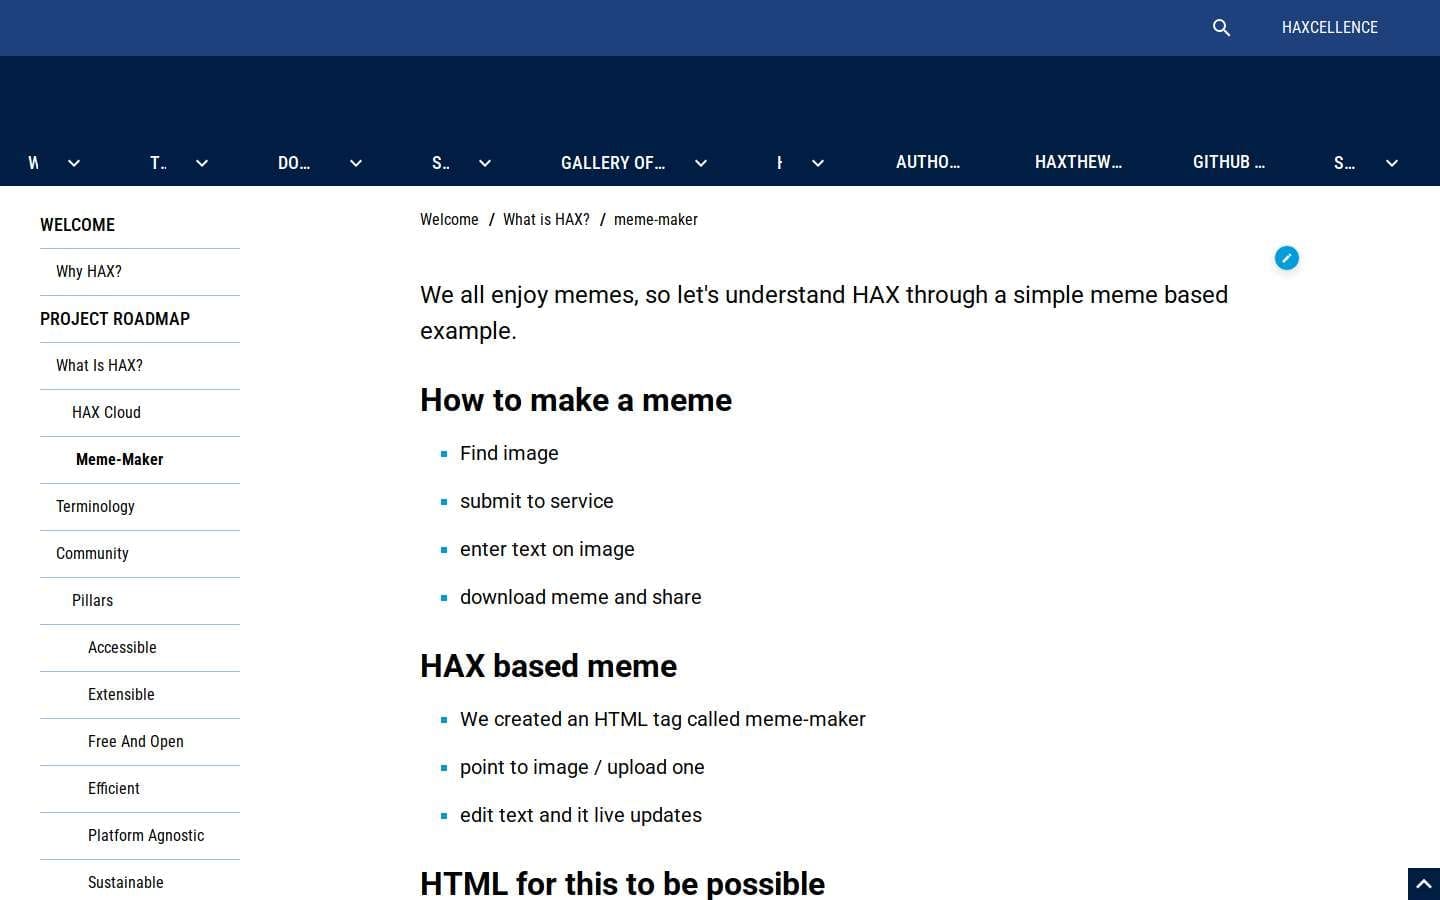 HAXCELLENCE
T..
DO...
S..
GALLERY OF...
AUTHO...
HAXTHEW...
GITHUB ...
S...
WELCOME
Why HAX?
PROJECT ROADMAP
What Is HAX?
HAX Cloud
Meme-Maker
Terminology
Community
Pillars
Accessible
Extensible
Free And Open
Efficient
Platform Agnostic
Sustainable
Welcome / What is HAX? / meme-maker
We all enjoy memes, so let's understand HAX through a simple meme based
example.
How to make a meme
Find image
submit to service
enter text on image
download meme and share
HAX based meme
We created an HTML tag called meme-maker
point to image / upload one
edit text and it live updates
HTML for this to be possible